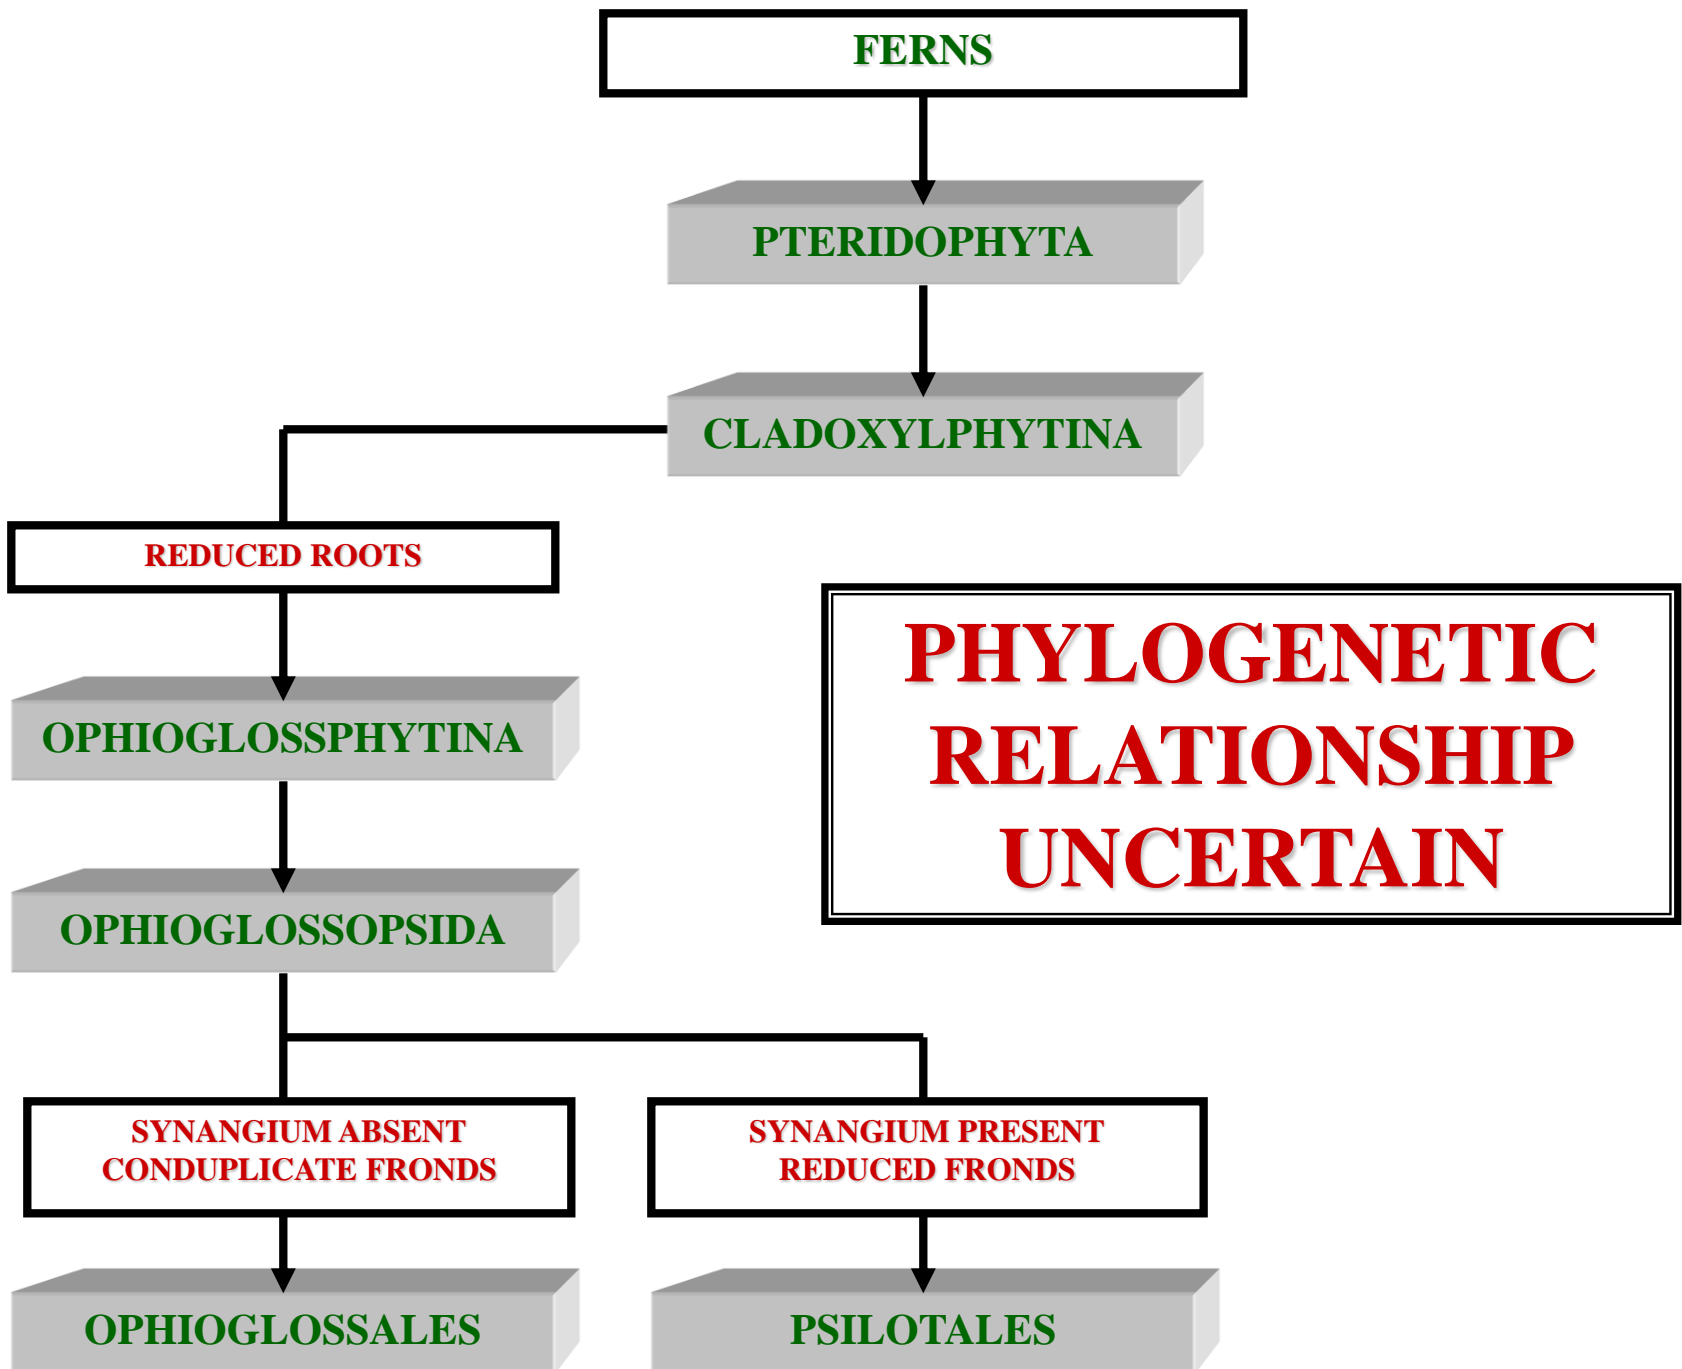 FERNS
PTERIDOPHYTA
CLADOXYLPHYTINA
REDUCED ROOTS
PHYLOGENETIC
RELATIONSHIP
UNCERTAIN
OPHIOGLOSSPHYTINA
OPHIOGLOSSOPSIDA
SYNANGIUM ABSENT
CONDUPLICATE FRONDS
SYNANGIUM PRESENT
REDUCED FRONDS
OPHIOGLOSSALES
PSILOTALES